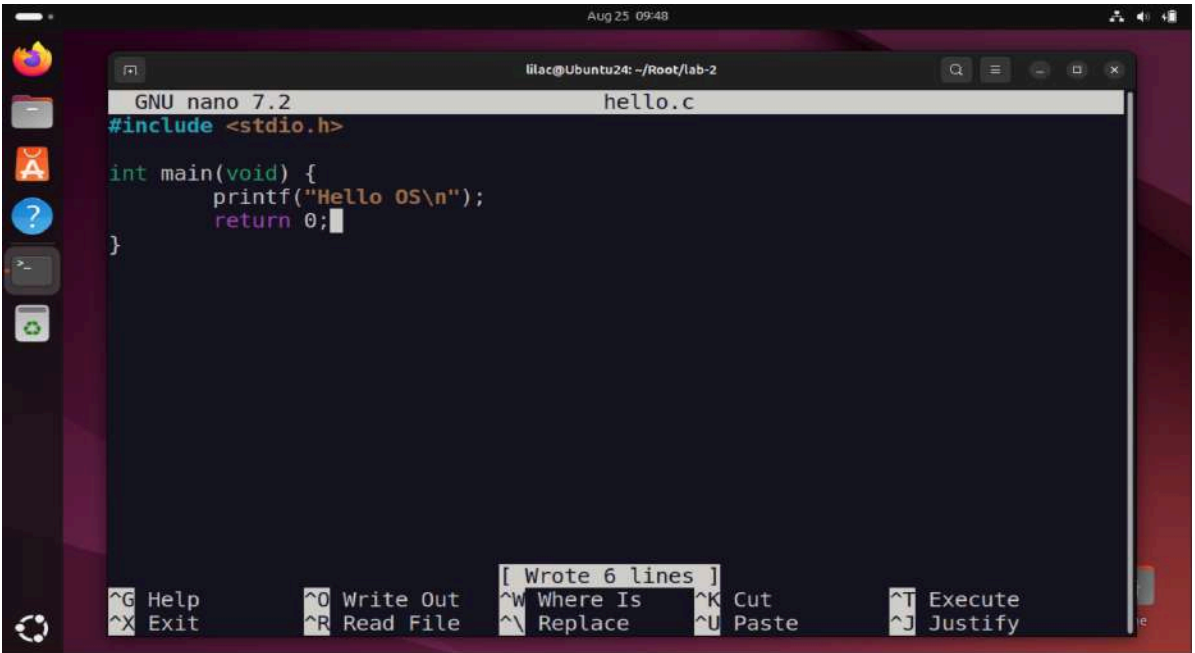 Aug 25 09:48
lilac@Ubuntu24: ~/Root/lab-2
GNU nano 7.2 hello.c
#include <stdio.h>
int main(void) {
printf("Hello OS\n");
return 0;
}
[ Wrote 6 lines ]
^G Help ^O Write Out ^W Where Is ^K Cut ^T Execute
^X Exit ^R Read File ^\ Replace ^U Paste ^J Justify